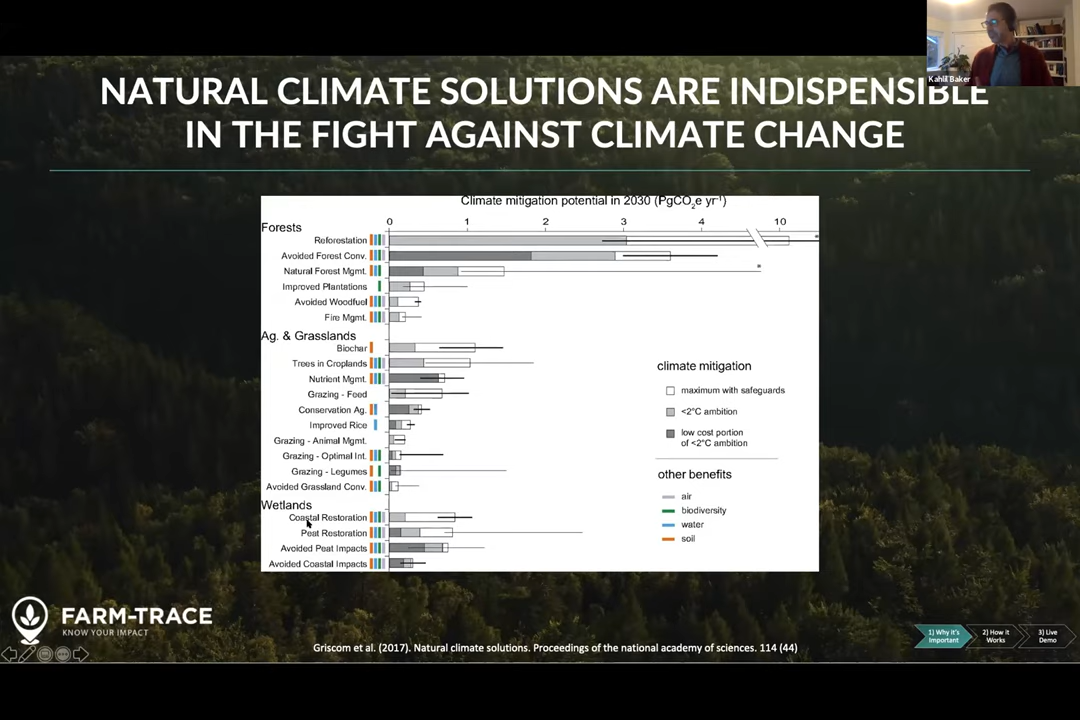 Kahlil Baker
NATURAL CLIMATE SOLUTIONS ARE INDISPENSIBLE
IN THE FIGHT AGAINST CLIMATE CHANGE
Climate mitigation potential in 2030 (PgCO2e yr-1)
0 1 2 3 4 10
Forests
Reforestation
*
Avoided Forest Conv.
Natural Forest Mgmt.
*
Improved Plantations
Avoided Woodfuel
Fire Mgmt.
Ag. & Grasslands
Biochar
Trees in Croplands
Nutrient Mgmt.
Grazing - Feed
Conservation Ag.
Improved Rice
Grazing - Animal Mgmt.
Grazing - Optimal Int.
Grazing - Legumes
Avoided Grassland Conv.
Wetlands
Coastal Restoration
Peat Restoration
Avoided Peat Impacts
Avoided Coastal Impacts
climate mitigation
maximum with safeguards
<2°C ambition
low cost portion
of <2°C ambition
other benefits
air
biodiversity
water
soil
FARM-TRACE
KNOW YOUR IMPACT
Griscom et al. (2017). Natural climate solutions. Proceedings of the national academy of sciences. 114 (44)
1) Why it's
Important
2) How it
Works
3) Live
Demo